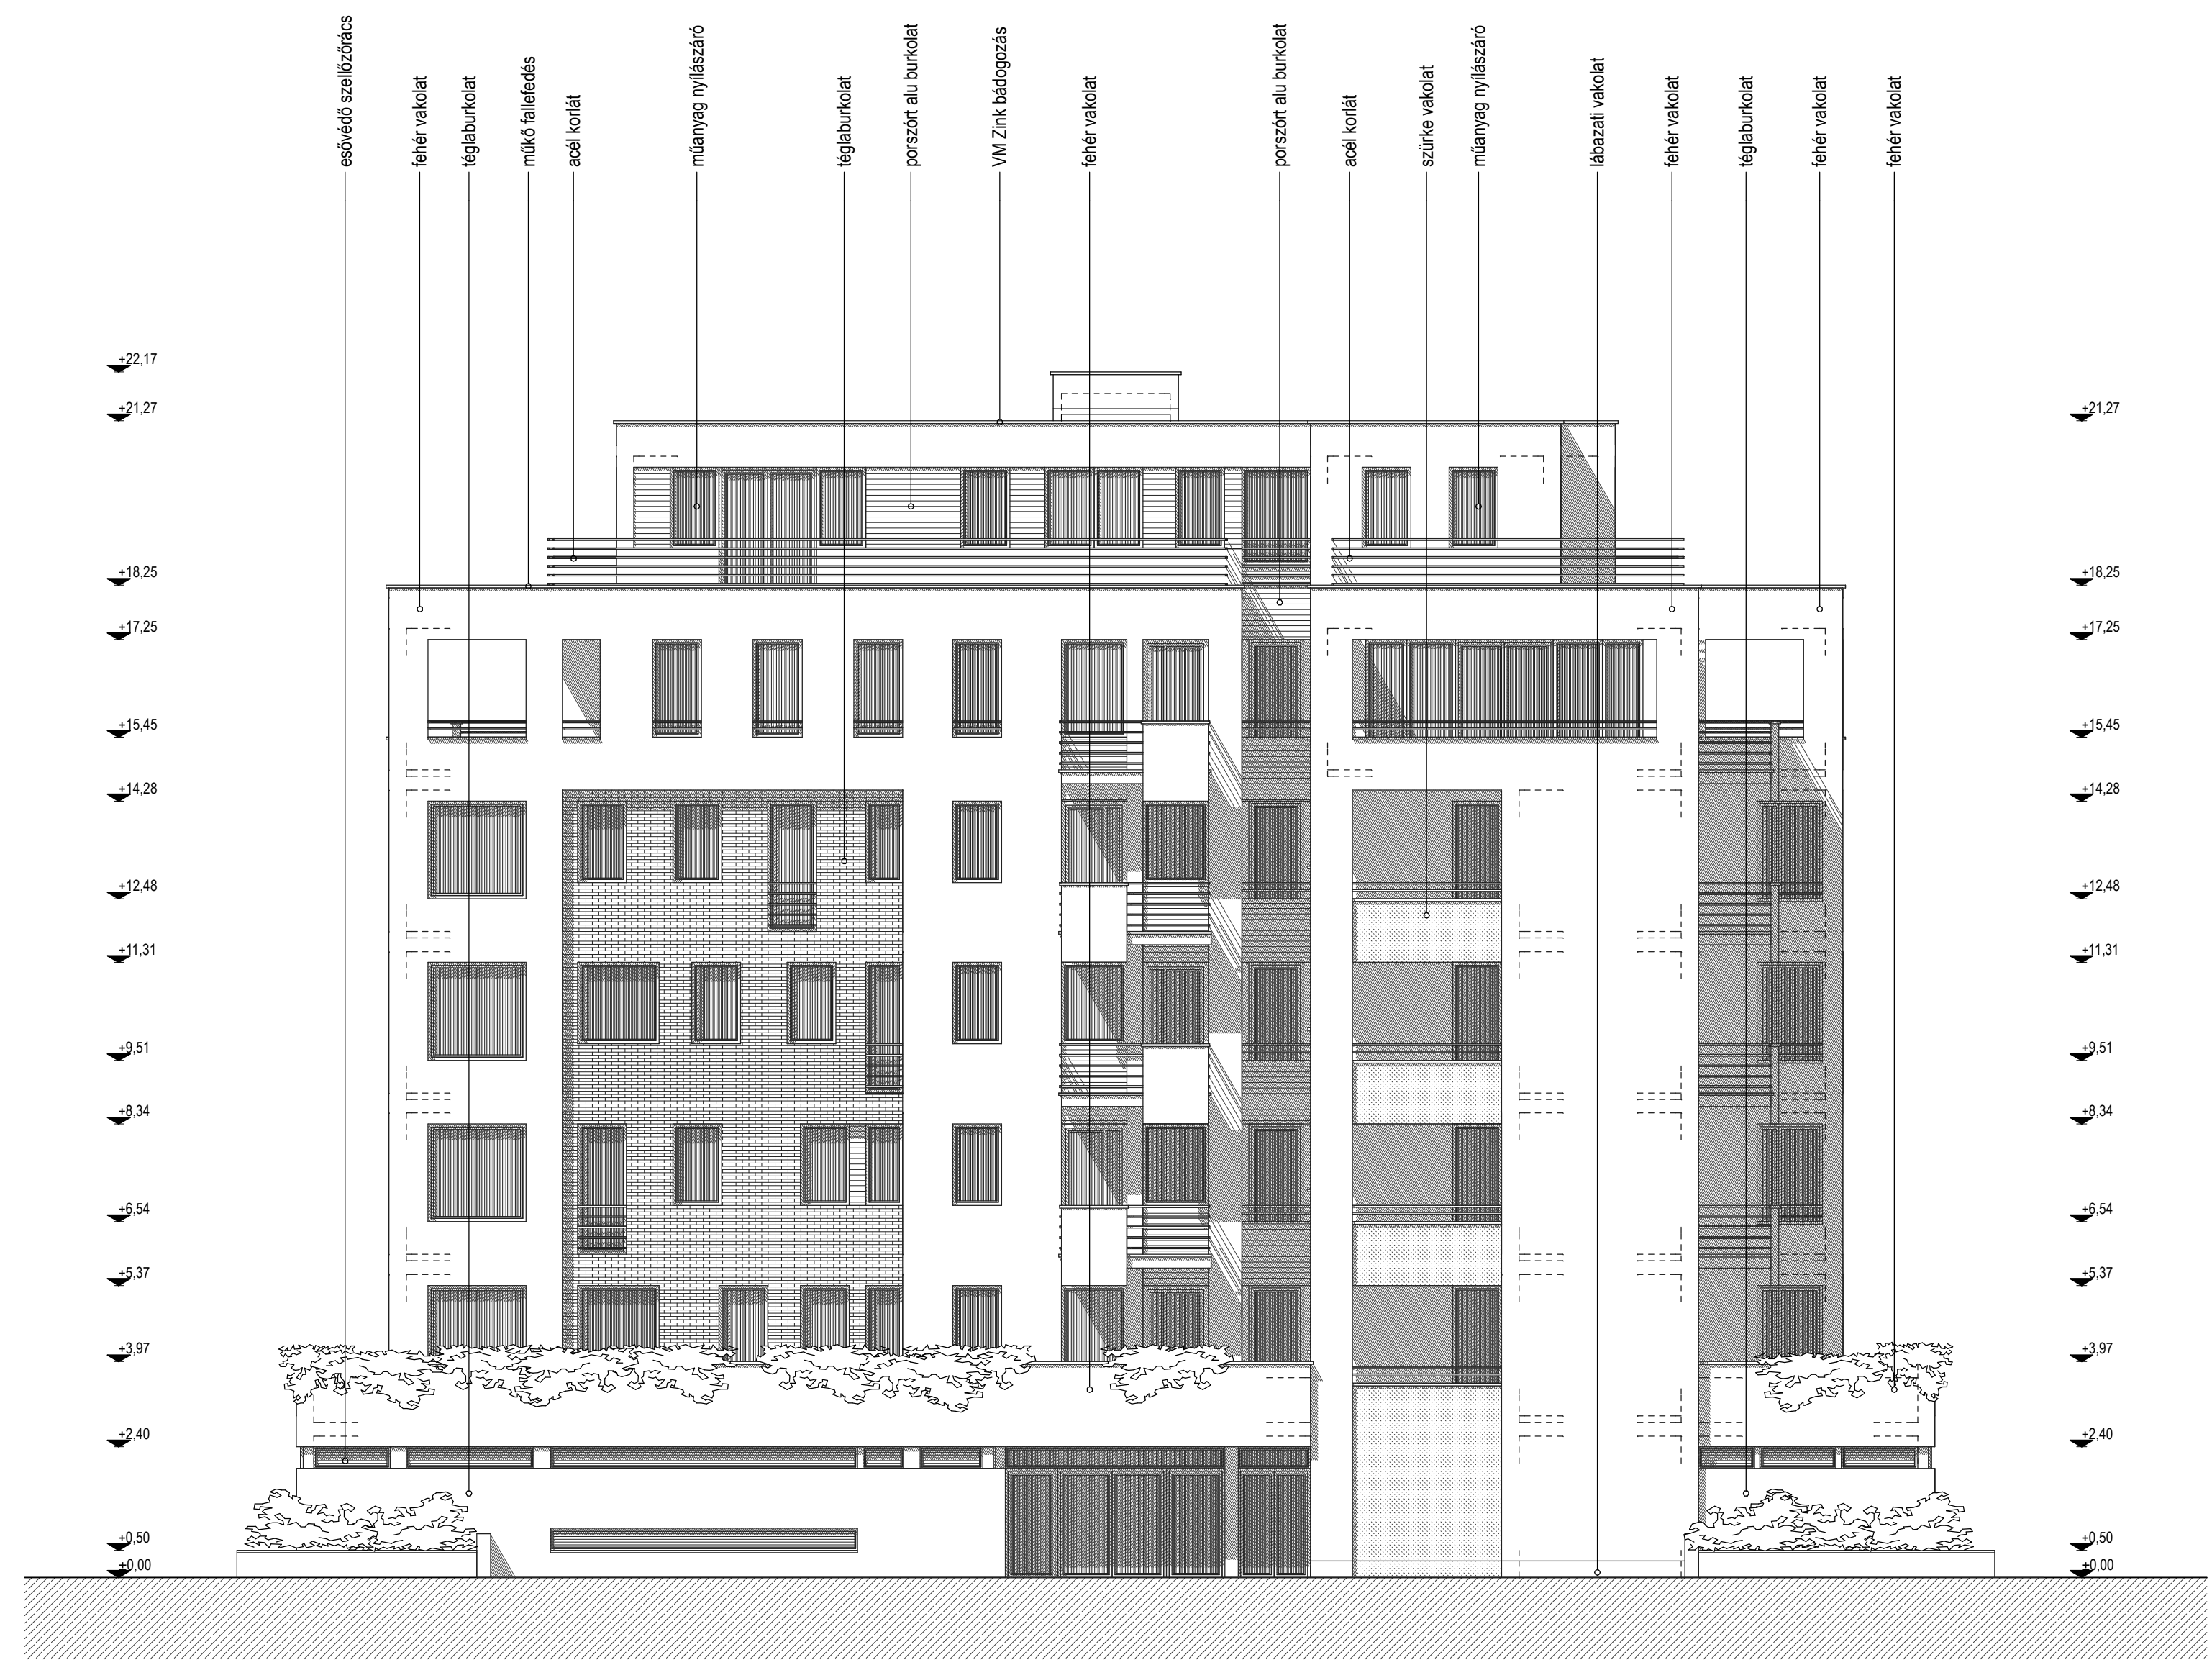 esővédő szellőzőrács
fehér vakolat
téglaburkolat
műkő fallefedés
acél korlát
műanyag nyílászáró
téglaburkolat
porszórt alu burkolat
VM Zink bádogozás
fehér vakolat
porszórt alu burkolat
acél korlát
szürke vakolat
műanyag nyílászáró
lábazati vakolat
fehér vakolat
téglaburkolat
fehér vakolat
fehér vakolat
+22,17
+21,27
+18,25
+17,25
+15,45
+14,28
+12,48
+11,31
+9,51
+8,34
+6,54
+5,37
+3,97
+2,40
+0,50
±0,00
+21,27
+18,25
+17,25
+15,45
+14,28
+12,48
+11,31
+9,51
+8,34
+6,54
+5,37
+3,97
+2,40
+0,50
±0,00